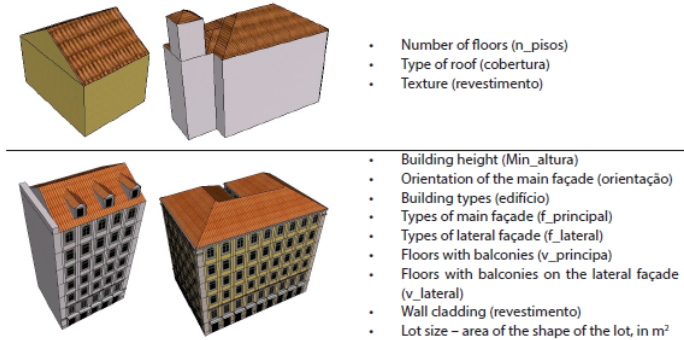 • Number of floors (n_pisos)
• Type of roof (cobertura)
• Texture (revestimento)
• Building height (Min_altura)
• Orientation of the main façade (orientação)
• Building types (edifício)
• Types of main façade (f_principal)
• Types of lateral façade (f_lateral)
• Floors with balconies (v_principa)
• Floors with balconies on the lateral façade
(v_lateral)
• Wall cladding (revestimento)
• Lot size – area of the shape of the lot, in m²